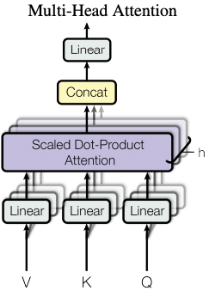 Multi-Head Attention
Linear
Concat
Scaled Dot-Product
Attention
h
Linear Linear Linear
V K Q